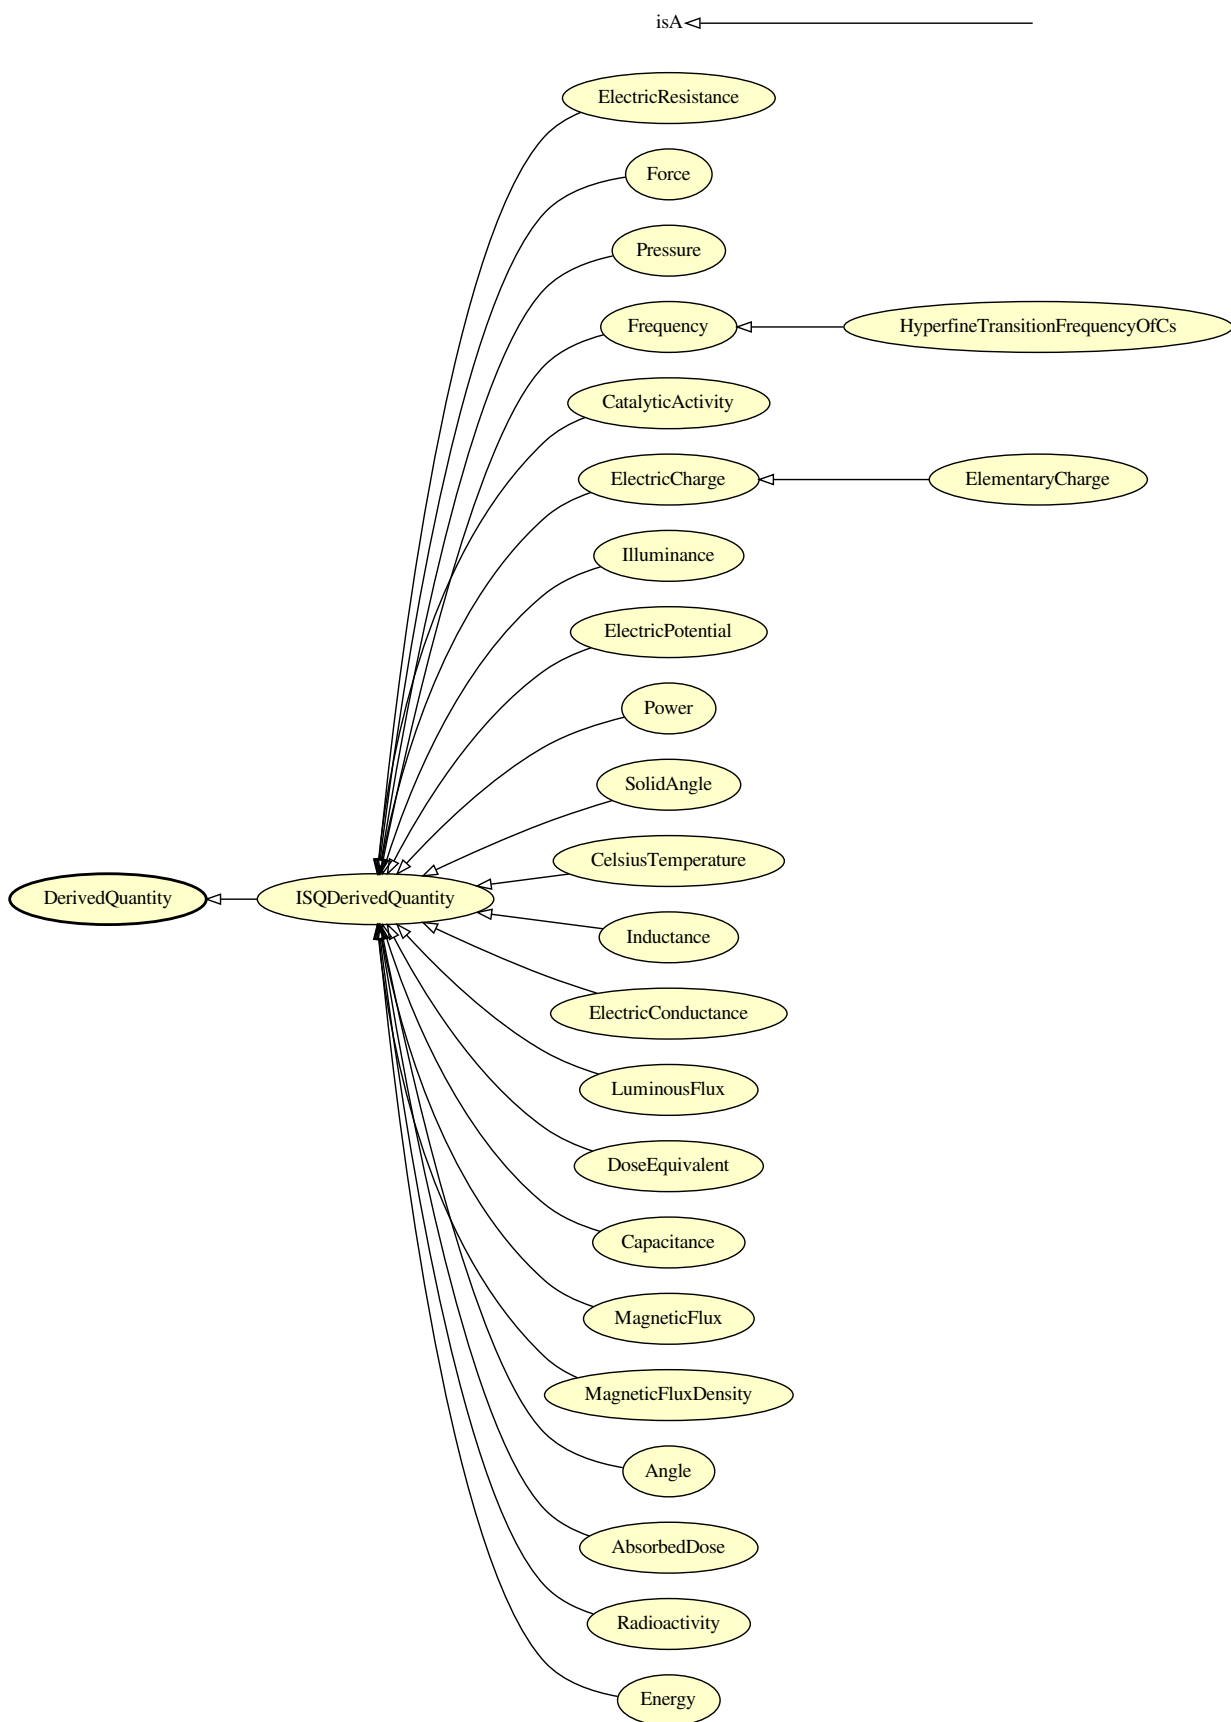 isA
ElectricResistance
Force
Pressure
Frequency
HyperfineTransitionFrequencyOfCs
CatalyticActivity
ElectricCharge
ElementaryCharge
Illuminance
ElectricPotential
Power
SolidAngle
CelsiusTemperature
DerivedQuantity
ISQDerivedQuantity
Inductance
ElectricConductance
LuminousFlux
DoseEquivalent
Capacitance
MagneticFlux
MagneticFluxDensity
Angle
AbsorbedDose
Radioactivity
Energy